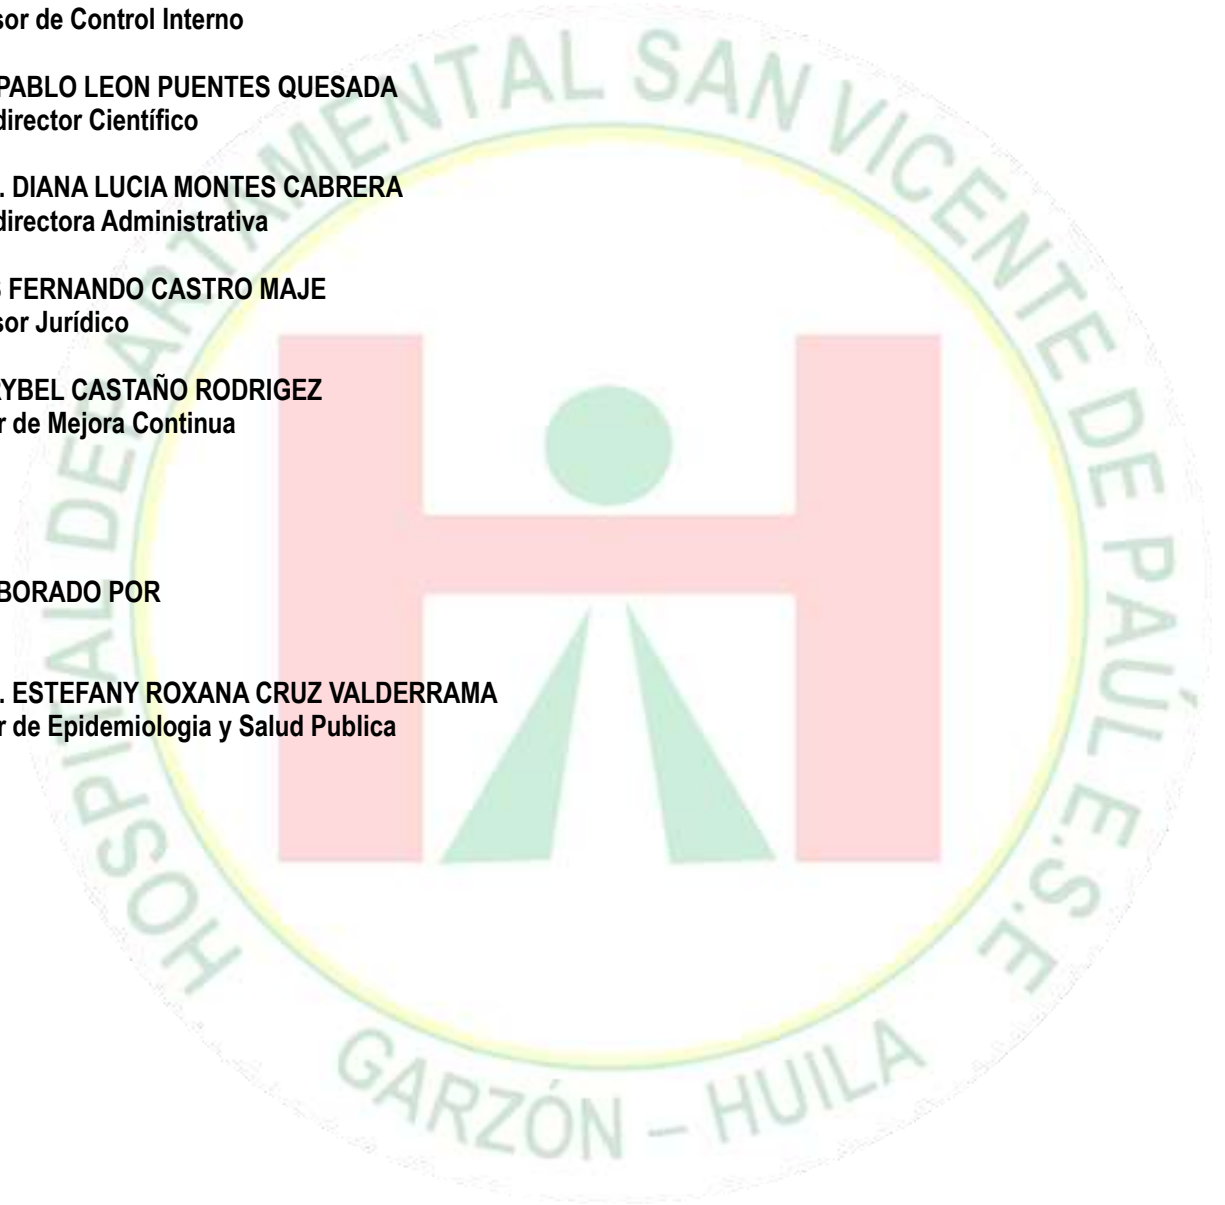 sor de Control Interno
PABLO LEON PUENTES QUESADA
director Científico
. DIANA LUCIA MONTES CABRERA
directora Administrativa
S FERNANDO CASTRO MAJE
sor Jurídico
RYBEL CASTAÑO RODRIGEZ
r de Mejora Continua
BORADO POR
. ESTEFANY ROXANA CRUZ VALDERRAMA
r de Epidemiologia y Salud Publica
HOSPITAL DEPARTAMENTAL SAN VICENTE DE PAÚL E.S.E
GARZÓN – HUILA